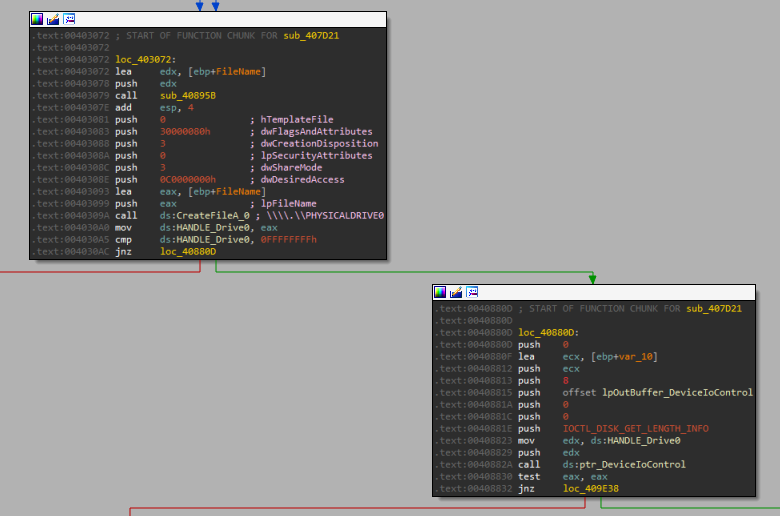 .text:00403072 ; START OF FUNCTION CHUNK FOR sub_407D21
.text:00403072
.text:00403072 loc_403072:
.text:00403072 lea edx, [ebp+FileName]
.text:00403078 push edx
.text:00403079 call sub_40895B
.text:0040307E add esp, 4
.text:00403081 push 0 ; hTemplateFile
.text:00403083 push 30000080h ; dwFlagsAndAttributes
.text:00403088 push 3 ; dwCreationDisposition
.text:0040308A push 0 ; lpSecurityAttributes
.text:0040308C push 3 ; dwShareMode
.text:0040308E push 0C0000000h ; dwDesiredAccess
.text:00403093 lea eax, [ebp+FileName]
.text:00403099 push eax ; lpFileName
.text:0040309A call ds:CreateFileA_0 ; \\\\.\\PHYSICALDRIVE0
.text:004030A0 mov ds:HANDLE_Drive0, eax
.text:004030A5 cmp ds:HANDLE_Drive0, 0FFFFFFFFh
.text:004030AC jnz loc_40880D
.text:0040880D ; START OF FUNCTION CHUNK FOR sub_407D21
.text:0040880D
.text:0040880D loc_40880D:
.text:0040880D push 0
.text:0040880F lea ecx, [ebp+var_10]
.text:00408812 push ecx
.text:00408813 push 8
.text:00408815 push offset lpOutBuffer_DeviceIoControl
.text:0040881A push 0
.text:0040881C push 0
.text:0040881E push IOCTL_DISK_GET_LENGTH_INFO
.text:00408823 mov edx, ds:HANDLE_Drive0
.text:00408829 push edx
.text:0040882A call ds:ptr_DeviceIoControl
.text:00408830 test eax, eax
.text:00408832 jnz loc_409E38